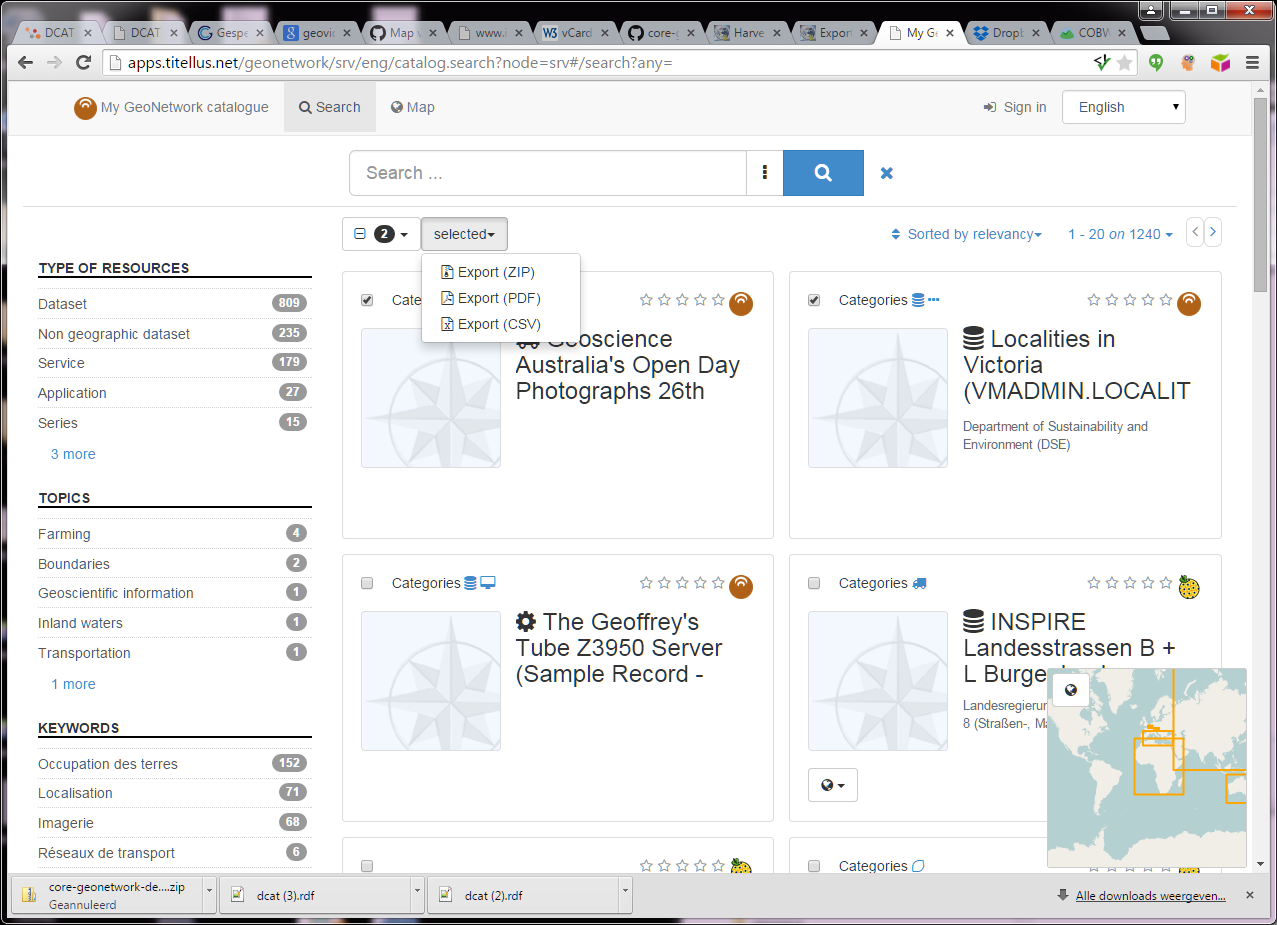 DCAT
DCAT
Gespe
geovic
Map v
www.i
vCard
core-g
Harve
Export
My Ge
Dropb
COBW
apps.titellus.net/geonetwork/srv/eng/catalog.search?node=srv#/search?any=
My GeoNetwork catalogue
Search
Map
Sign in
English
Search ...
2
selected
Sorted by relevancy
1 - 20 on 1240
Export (ZIP)
Export (PDF)
Export (CSV)
TYPE OF RESOURCES
Dataset 809
Non geographic dataset 235
Service 179
Application 27
Series 15
3 more
TOPICS
Farming 4
Boundaries 2
Geoscientific information 1
Inland waters 1
Transportation 1
1 more
KEYWORDS
Occupation des terres 152
Localisation 71
Imagerie 68
Réseaux de transport 6
Cate
Geoscience
Australia's Open Day
Photographs 26th
Categories
Localities in
Victoria
(VMADMIN.LOCALIT
Department of Sustainability and
Environment (DSE)
Categories
The Geoffrey's
Tube Z3950 Server
(Sample Record -
Categories
INSPIRE
Landesstrassen B +
L Burge
Landesregierun
8 (Straßen-, Ma
Categories
core-geonetwork-de....zip
Geannuleerd
dcat (3).rdf
dcat (2).rdf
Alle downloads weergeven...